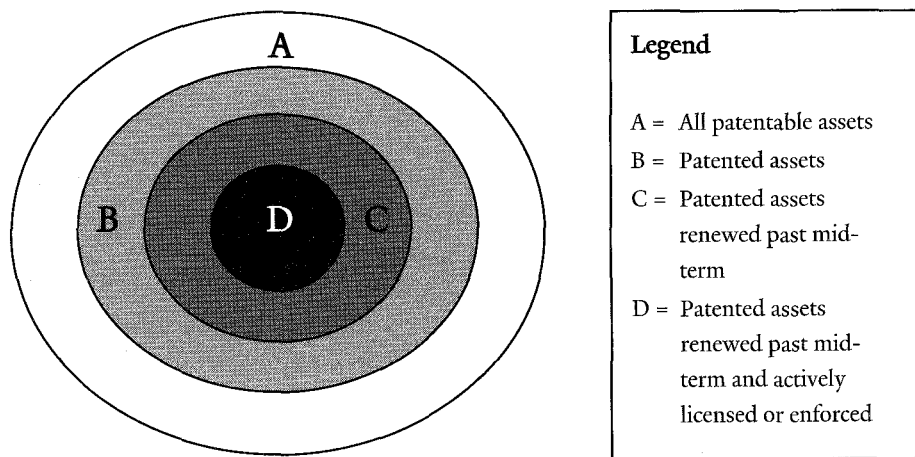 A
B
D
C
Legend
A = All patentable assets
B = Patented assets
C = Patented assets
renewed past mid-
term
D = Patented assets
renewed past mid-
term and actively
licensed or enforced